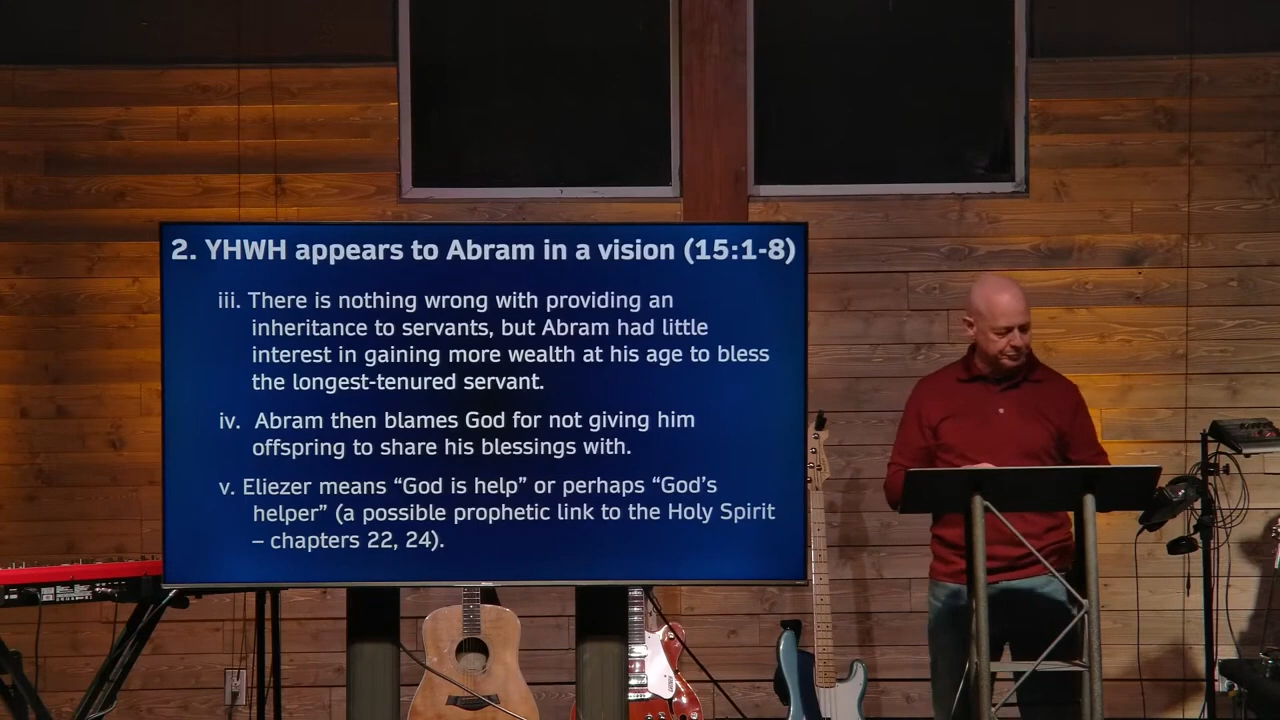 2. YHWH appears to Abram in a vision (15:1-8)
iii. There is nothing wrong with providing an
inheritance to servants, but Abram had little
interest in gaining more wealth at his age to bless
the longest-tenured servant.
iv. Abram then blames God for not giving him
offspring to share his blessings with.
v. Eliezer means “God is help” or perhaps “God’s
helper” (a possible prophetic link to the Holy Spirit
– chapters 22, 24).